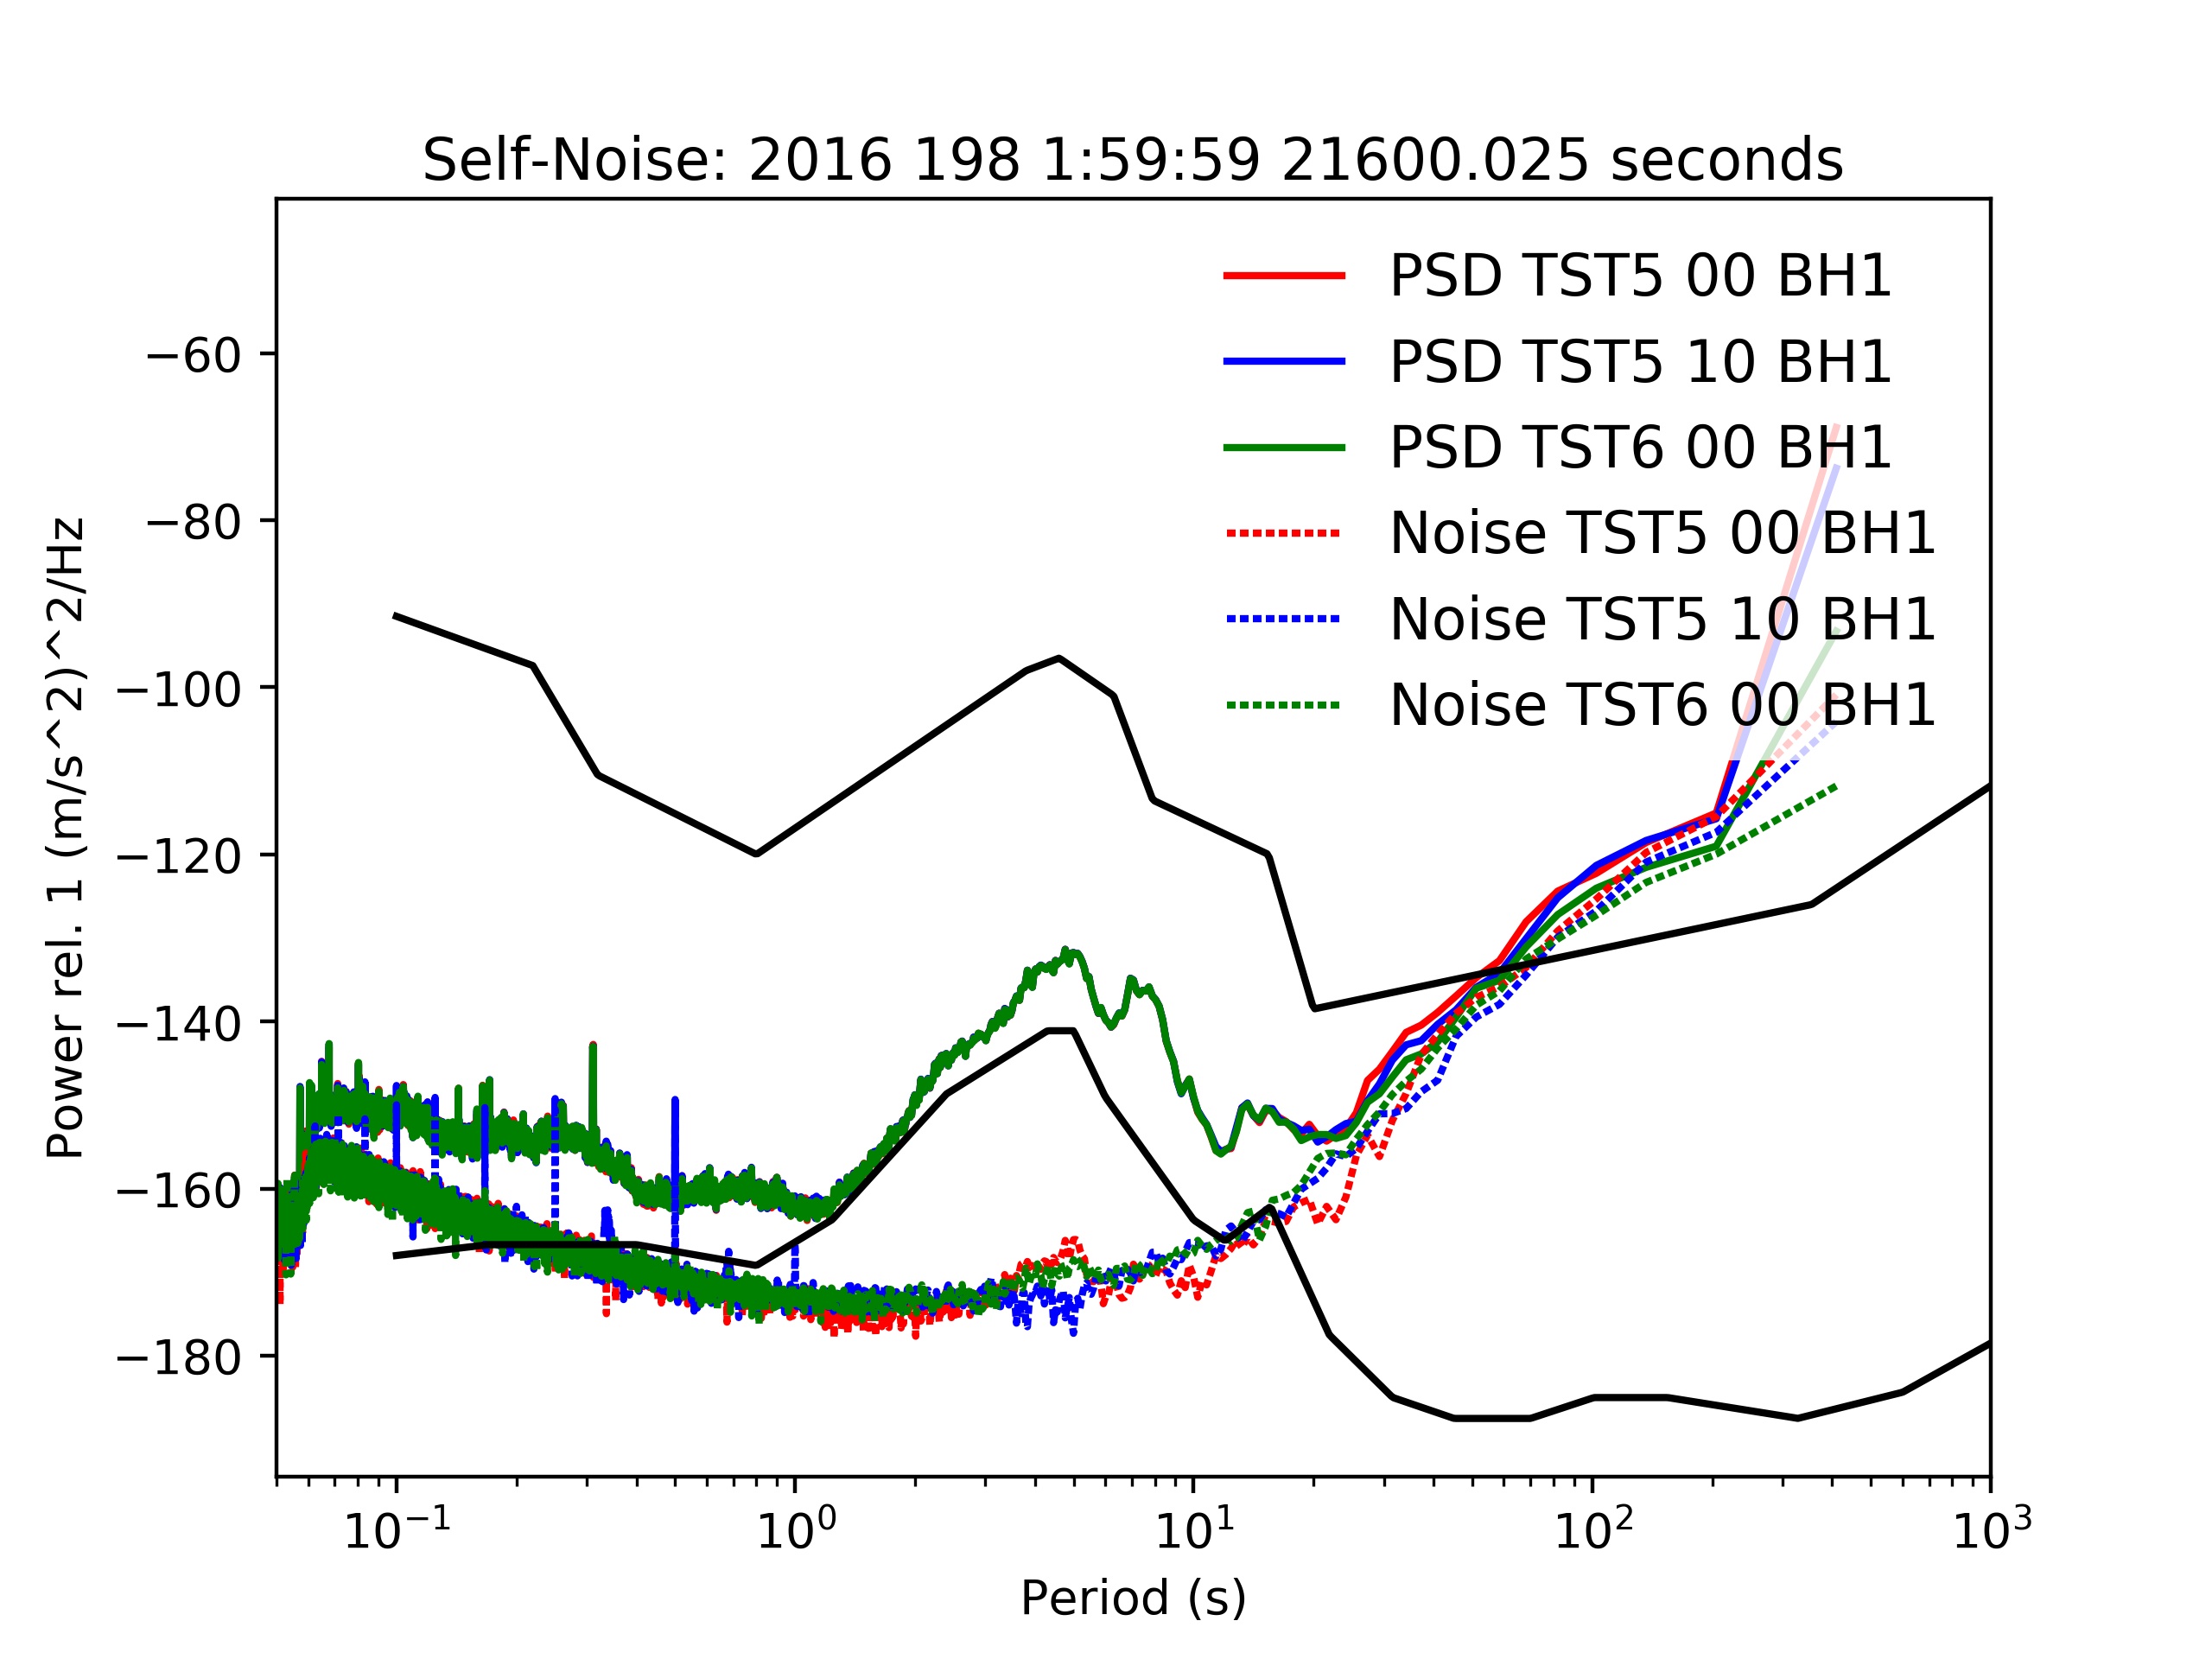 Self-Noise: 2016 198 1:59:59 21600.025 seconds
PSD TST5 00 BH1
PSD TST5 10 BH1
PSD TST6 00 BH1
Noise TST5 00 BH1
Noise TST5 10 BH1
Noise TST6 00 BH1
Power rel. 1 (m/s^2)^2/Hz
−60
−80
−100
−120
−140
−160
−180
10⁻¹
10⁰
10¹
10²
10³
Period (s)